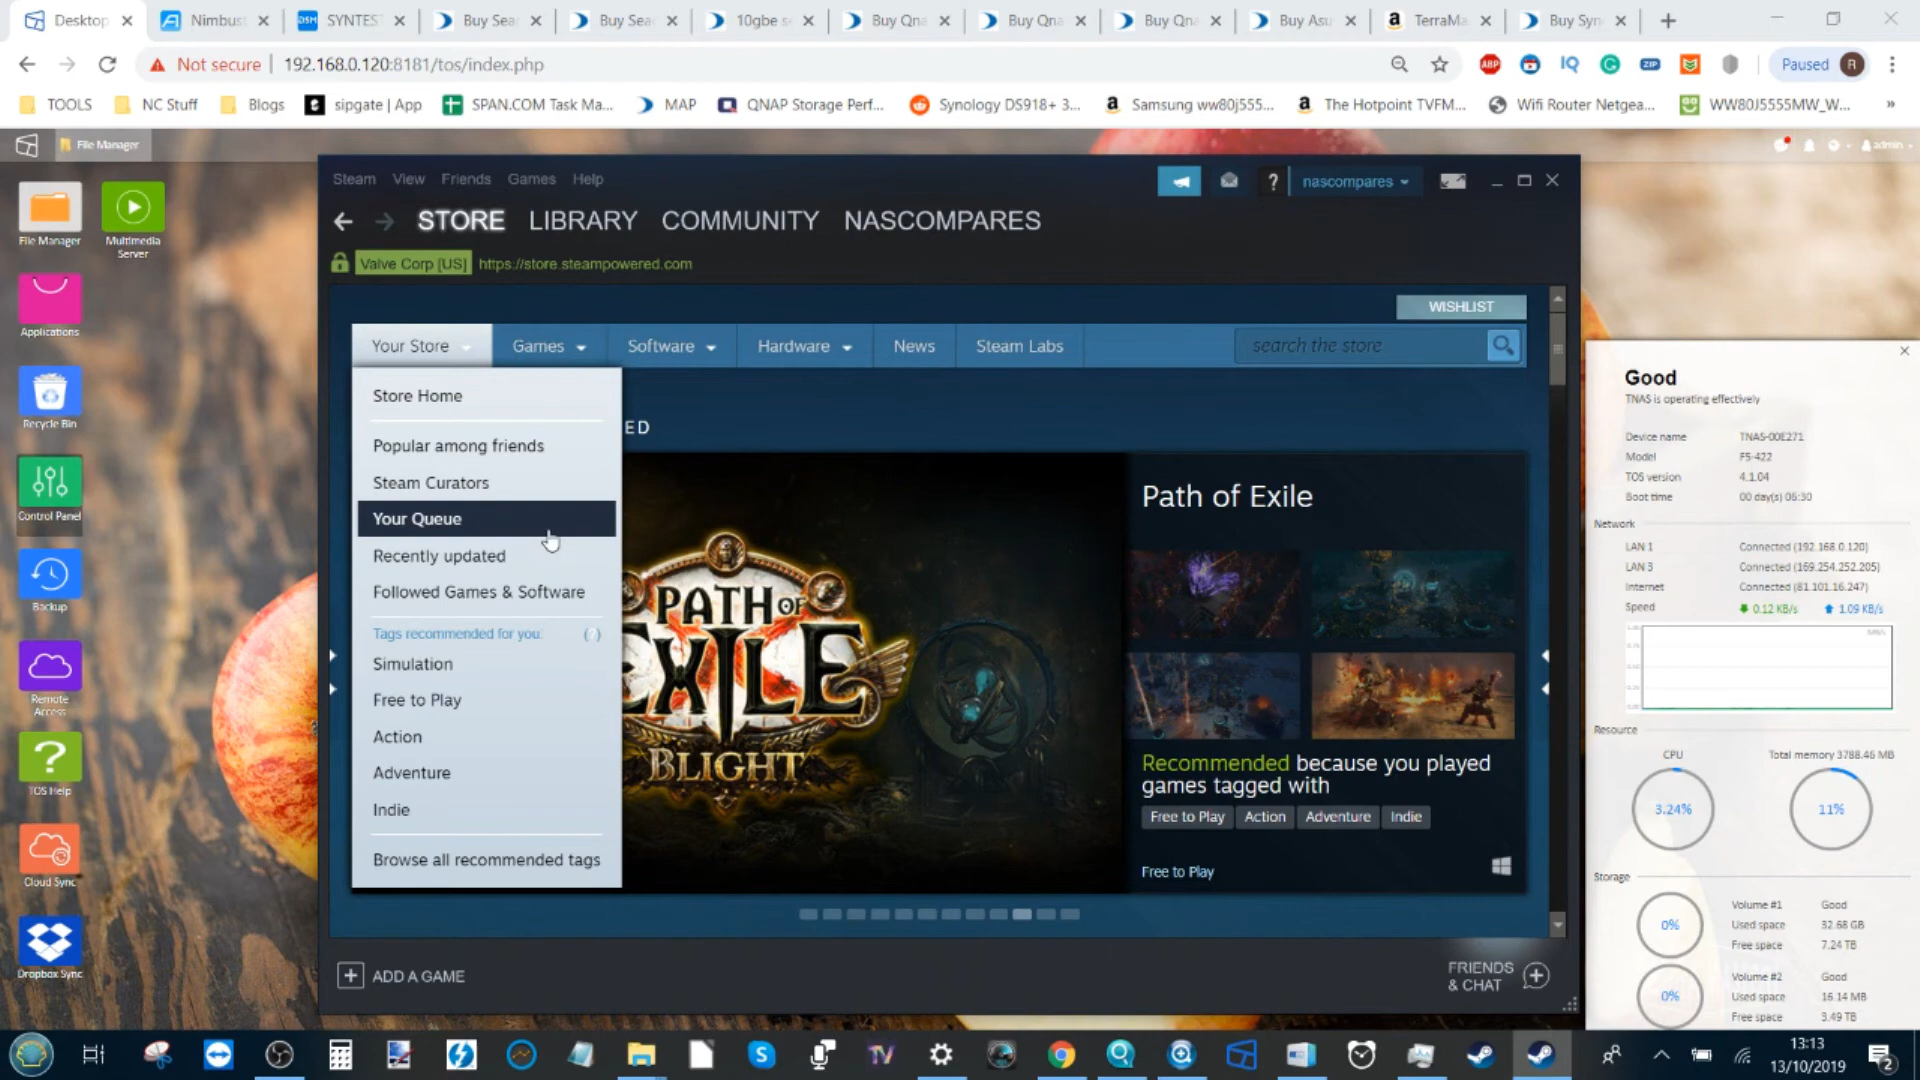 Desktop
Nimbust
DSM
SYNTES
Buy Sea
Buy Sea
10gbe s
Buy Qna
Buy Qna
Buy Qna
Buy Asu
TerraMa
Buy Syn
Not secure
192.168.0.120:8181/tos/index.php
ABP
IQ
ZIP
Paused
R
TOOLS
NC Stuff
Blogs
sipgate | App
SPAN.COM Task Ma...
MAP
QNAP Storage Perf...
Synology DS918+ 3...
Samsung ww80j555...
The Hotpoint TVFM...
Wifi Router Netgea...
WW80J5555MW_W...
»
File Manager
admin
File Manager
Multimedia
Server
Applications
Recycle Bin
Control Panel
Backup
Remote
Access
TOS Help
Cloud Sync
Dropbox Sync
Steam
View
Friends
Games
Help
?
nascompares
STORE
LIBRARY
COMMUNITY
NASCOMPARES
Valve Corp [US]
https://store.steampowered.com
WISHLIST
Your Store
Games
Software
Hardware
News
Steam Labs
search the store
Store Home
Popular among friends
Steam Curators
Your Queue
Recently updated
Followed Games & Software
Tags recommended for you:
(?)
Simulation
Free to Play
Action
Adventure
Indie
Browse all recommended tags
ED
PATH OF
EXILE
BLIGHT
Path of Exile
Recommended because you played
games tagged with
Free to Play
Action
Adventure
Indie
Free to Play
ADD A GAME
FRIENDS
& CHAT
Good
TNAS is operating effectively
Device name
TNAS-00E271
Model
F5-422
TOS version
4.1.04
Boot time
00 day(s) 06:30
Network
LAN 1
Connected (192.168.0.120)
LAN 3
Connected (169.254.252.205)
Internet
Connected (81.101.16.247)
Speed
0.12 KB/s
1.09 KB/s
Resource
CPU
Total memory 3788.46 MB
3.24%
11%
Storage
0%
Volume #1
Good
Used space
32.68 GB
Free space
7.24 TB
0%
Volume #2
Good
Used space
16.14 MB
Free space
3.49 TB
TV
13:13
13/10/2019
2